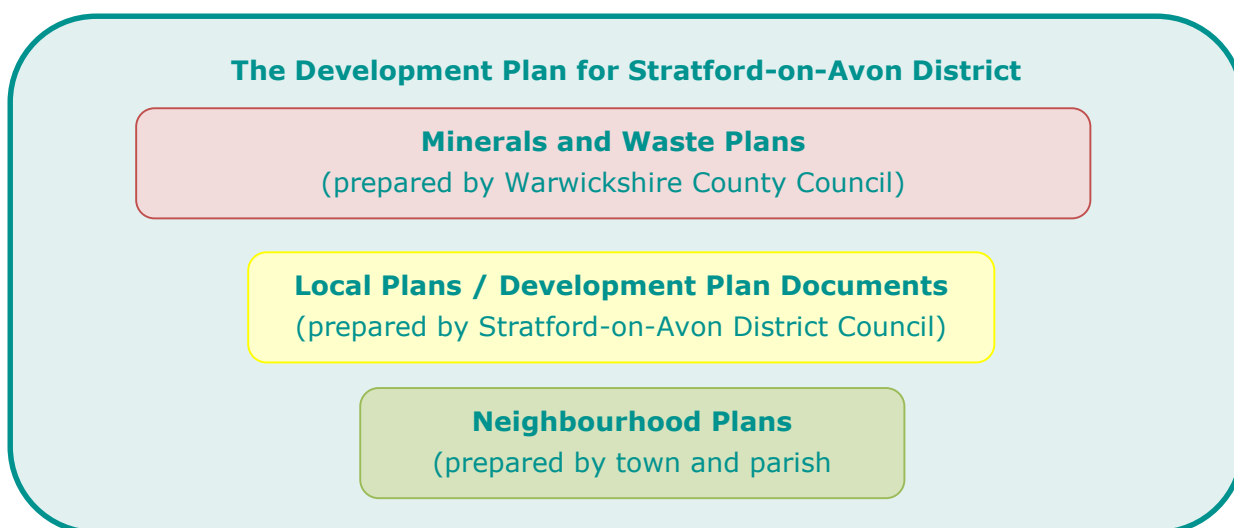 The Development Plan for Stratford-on-Avon District
Minerals and Waste Plans
(prepared by Warwickshire County Council)
Local Plans / Development Plan Documents
(prepared by Stratford-on-Avon District Council)
Neighbourhood Plans
(prepared by town and parish